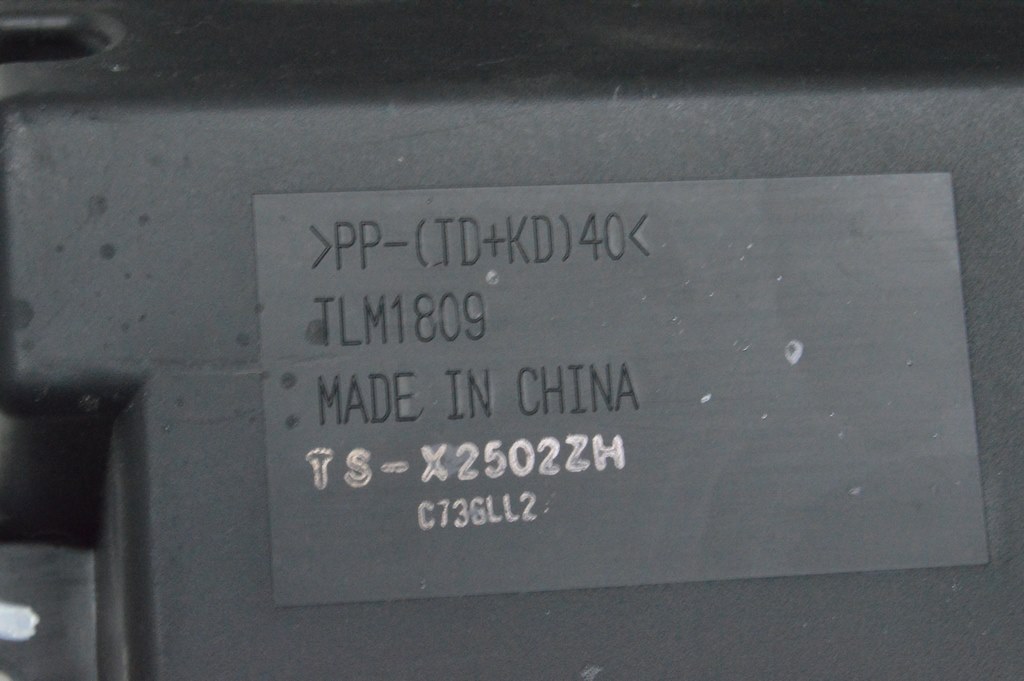 >PP-(TD+KD)40<
TLM1809
MADE IN CHINA
TS-X2502ZH
C73GLL2